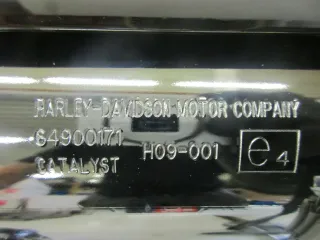 HARLEY-DAVIDSON MOTOR COMPANY
64900171 H09-001 e4
CATALYST